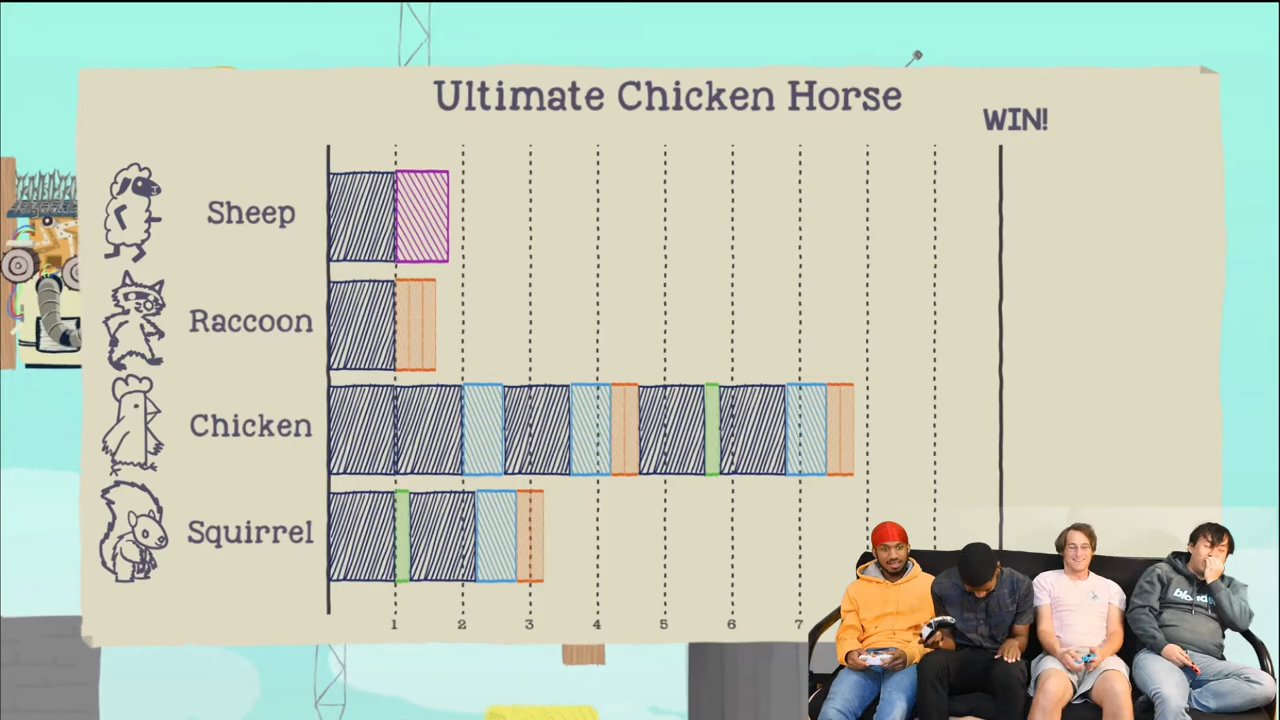 Ultimate Chicken Horse
WIN!
Sheep
Raccoon
Chicken
Squirrel
1 2 3 4 5 6 7